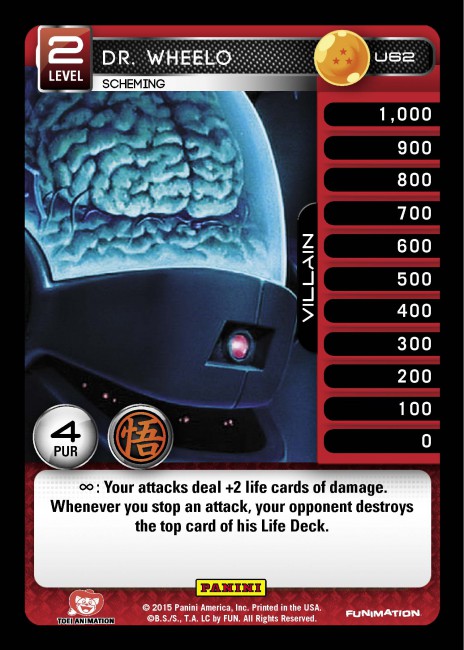 2
LEVEL
DR. WHEELO
U62
SCHEMING
1,000
900
800
700
600
500
400
300
200
100
0
VILLAIN
4
PUR
悟
∞: Your attacks deal +2 life cards of damage.
Whenever you stop an attack, your opponent destroys
the top card of his Life Deck.
PANINI
TOEI ANIMATION
© 2015 Panini America, Inc. Printed in the USA.
©B.S./S., T.A. LC by FUN. All Rights Reserved.
FUNIMATION